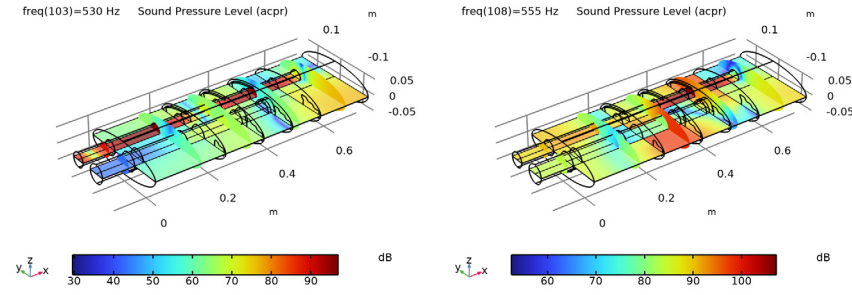 freq(103)=530 Hz Sound Pressure Level (acpr)
m
0.1
-0.1
0.05
0
-0.05
0.6
0.4
0.2
m
0
y z x
dB
30 40 50 60 70 80 90
freq(108)=555 Hz Sound Pressure Level (acpr)
m
0.1
-0.1
0.05
0
-0.05
0.6
0.4
0.2
m
0
y z x
dB
60 70 80 90 100